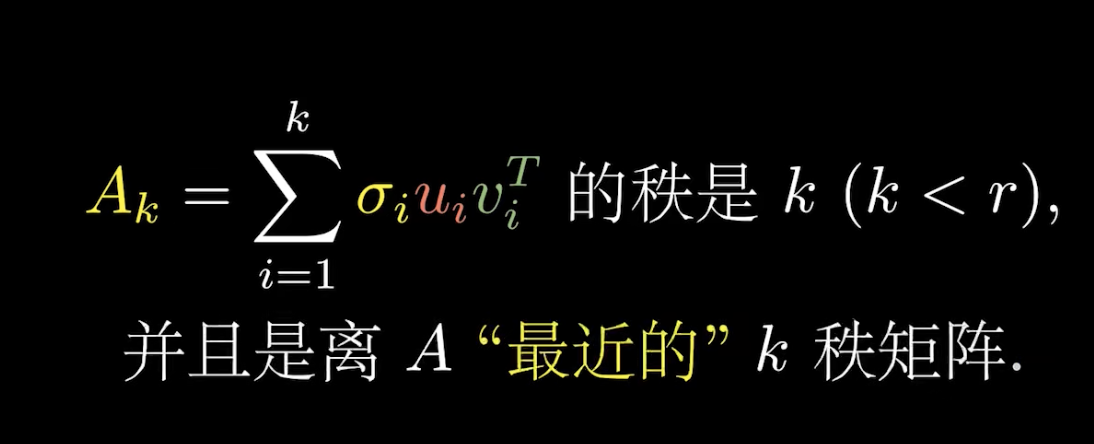 $A_k = \sum_{i=1}^{k} \sigma_i u_i v_i^T$ 的秩是 $k$ ($k < r$),
并且是离 $A$ “最近的” $k$ 秩矩阵.